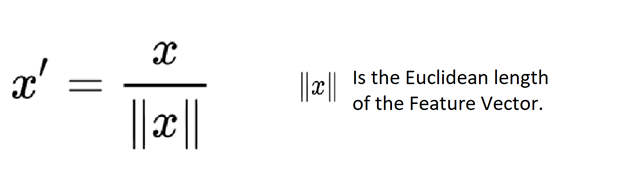 x′ = x / ||x||
||x|| Is the Euclidean length
of the Feature Vector.